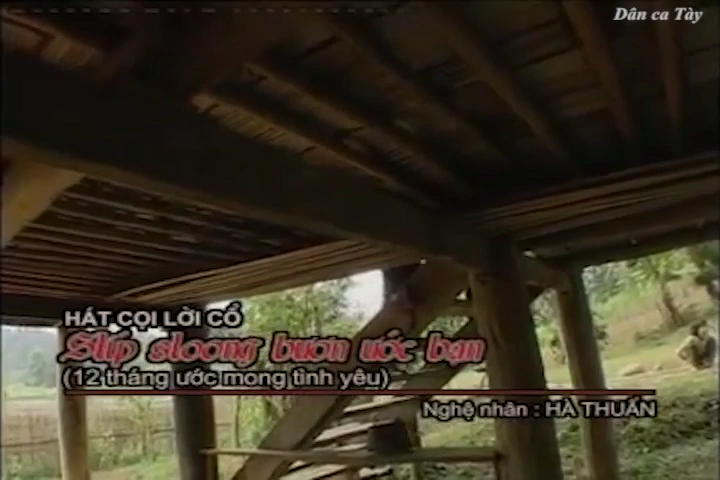 Dân ca Tày
HÁT CỌI LỜI CỔ
Slip sloong bươn ước bạn
(12 tháng ước mong tình yêu)
Nghệ nhân : HÀ THUẤN